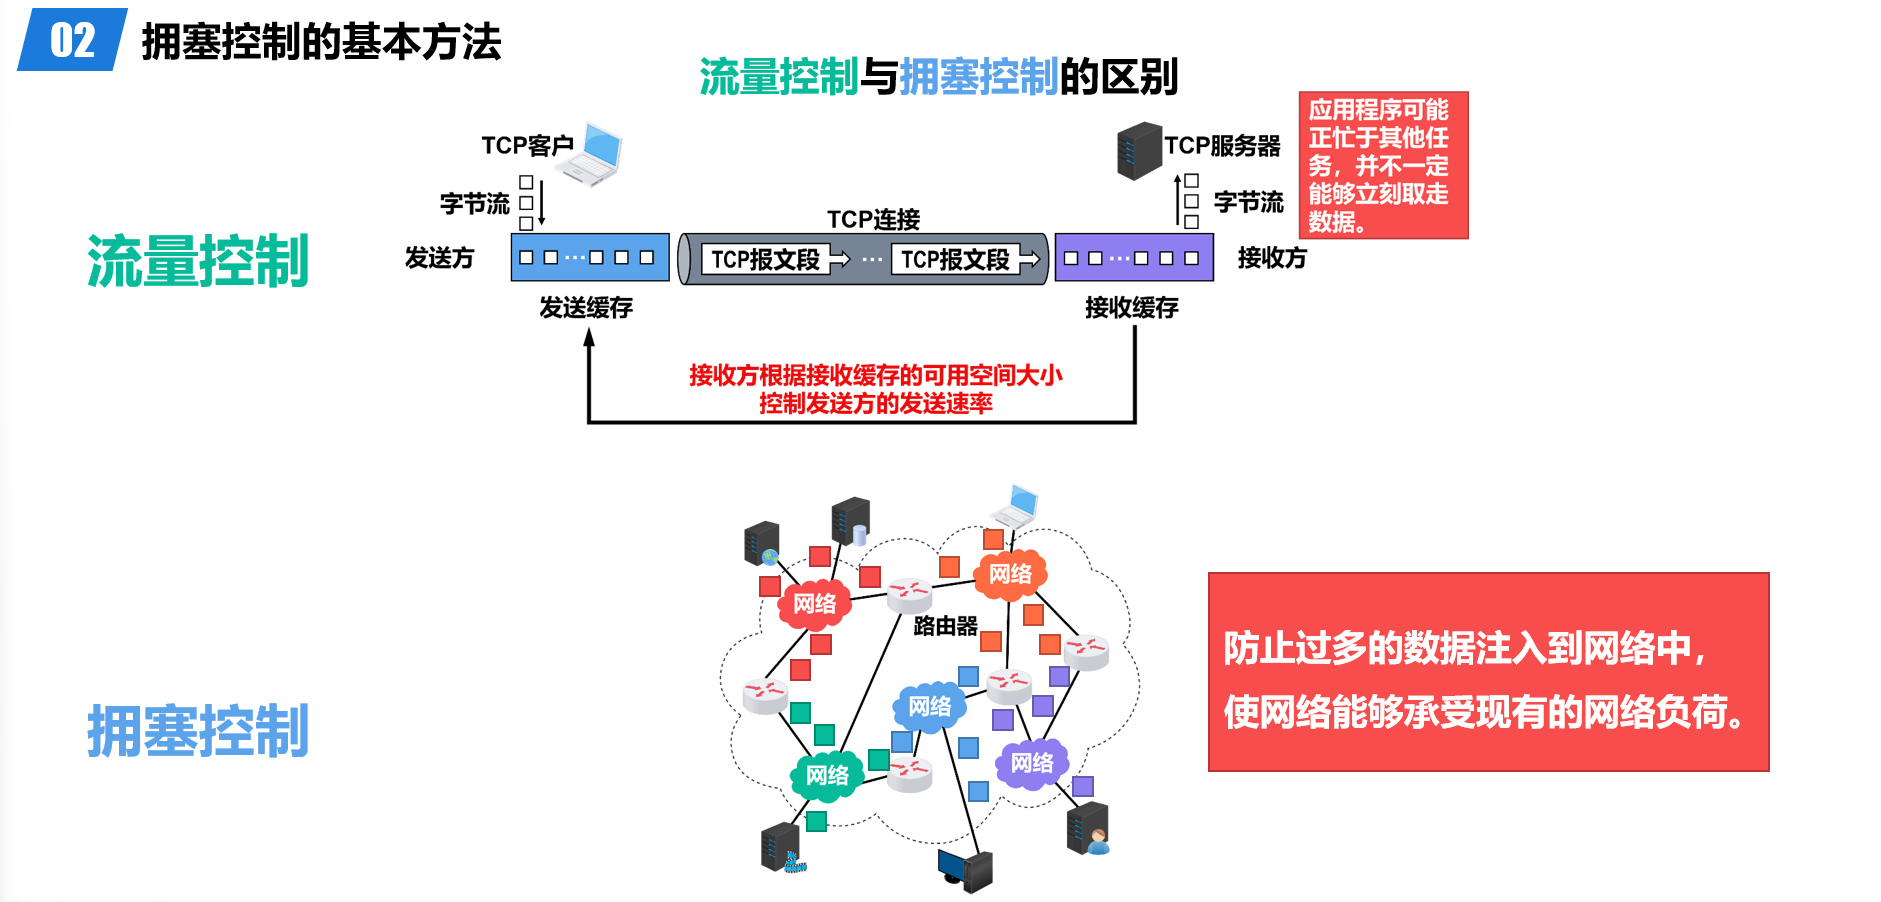 02 拥塞控制的基本方法
流量控制与拥塞控制的区别
TCP客户
TCP服务器
应用程序可能
正忙于其他任
务，并不一定
能够立刻取走
数据。
字节流
字节流
TCP连接
流量控制
发送方
TCP报文段
…
TCP报文段
接收方
发送缓存
接收缓存
接收方根据接收缓存的可用空间大小
控制发送方的发送速率
网络
网络
路由器
网络
网络
网络
拥塞控制
防止过多的数据注入到网络中，
使网络能够承受现有的网络负荷。